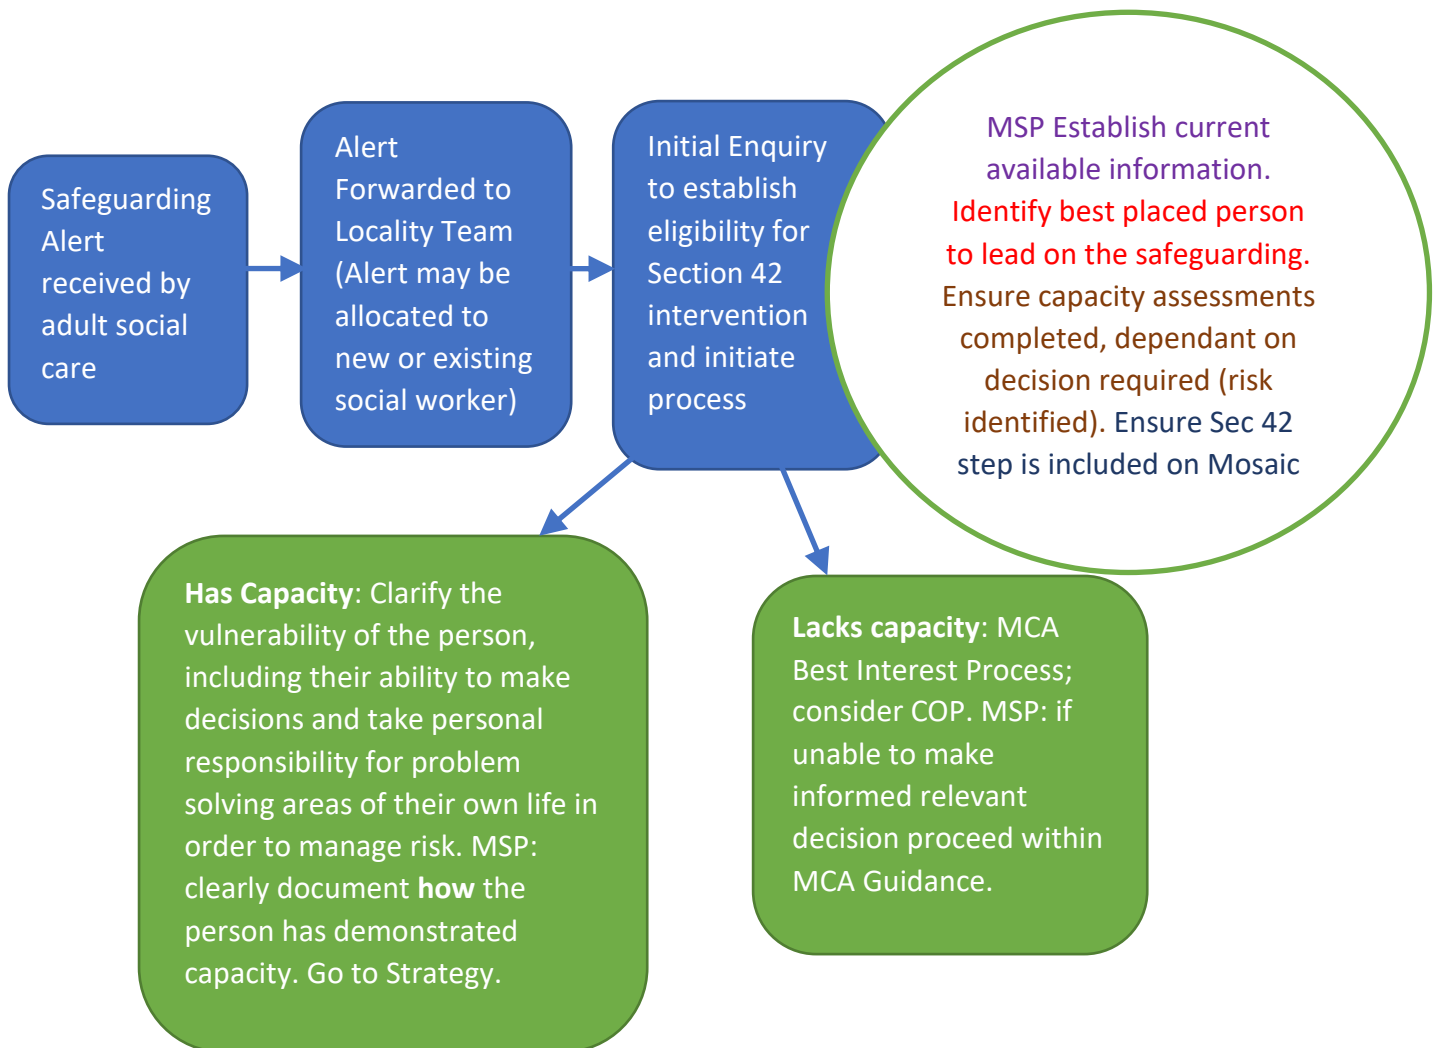 Safeguarding
Alert
received by
adult social
care
Alert
Forwarded to
Locality Team
(Alert may be
allocated to
new or existing
social worker)
Initial Enquiry
to establish
eligibility for
Section 42
intervention
and initiate
process
MSP Establish current
available information.
Identify best placed person
to lead on the safeguarding.
Ensure capacity assessments
completed, dependant on
decision required (risk
identified). Ensure Sec 42
step is included on Mosaic
Has Capacity: Clarify the
vulnerability of the person,
including their ability to make
decisions and take personal
responsibility for problem
solving areas of their own life in
order to manage risk. MSP:
clearly document how the
person has demonstrated
capacity. Go to Strategy.
Lacks capacity: MCA
Best Interest Process;
consider COP. MSP: if
unable to make
informed relevant
decision proceed within
MCA Guidance.